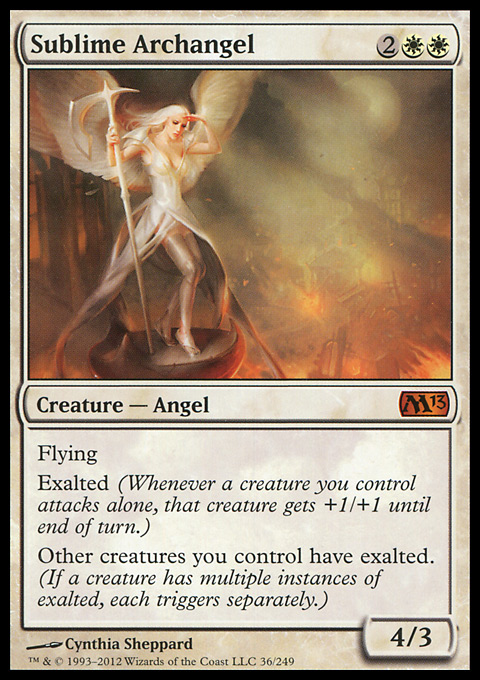 Sublime Archangel 2
Creature — Angel M13
Flying
Exalted (Whenever a creature you control
attacks alone, that creature gets +1/+1 until
end of turn.)
Other creatures you control have exalted.
(If a creature has multiple instances of
exalted, each triggers separately.)
4/3
Cynthia Sheppard
™ & © 1993–2012 Wizards of the Coast LLC 36/249